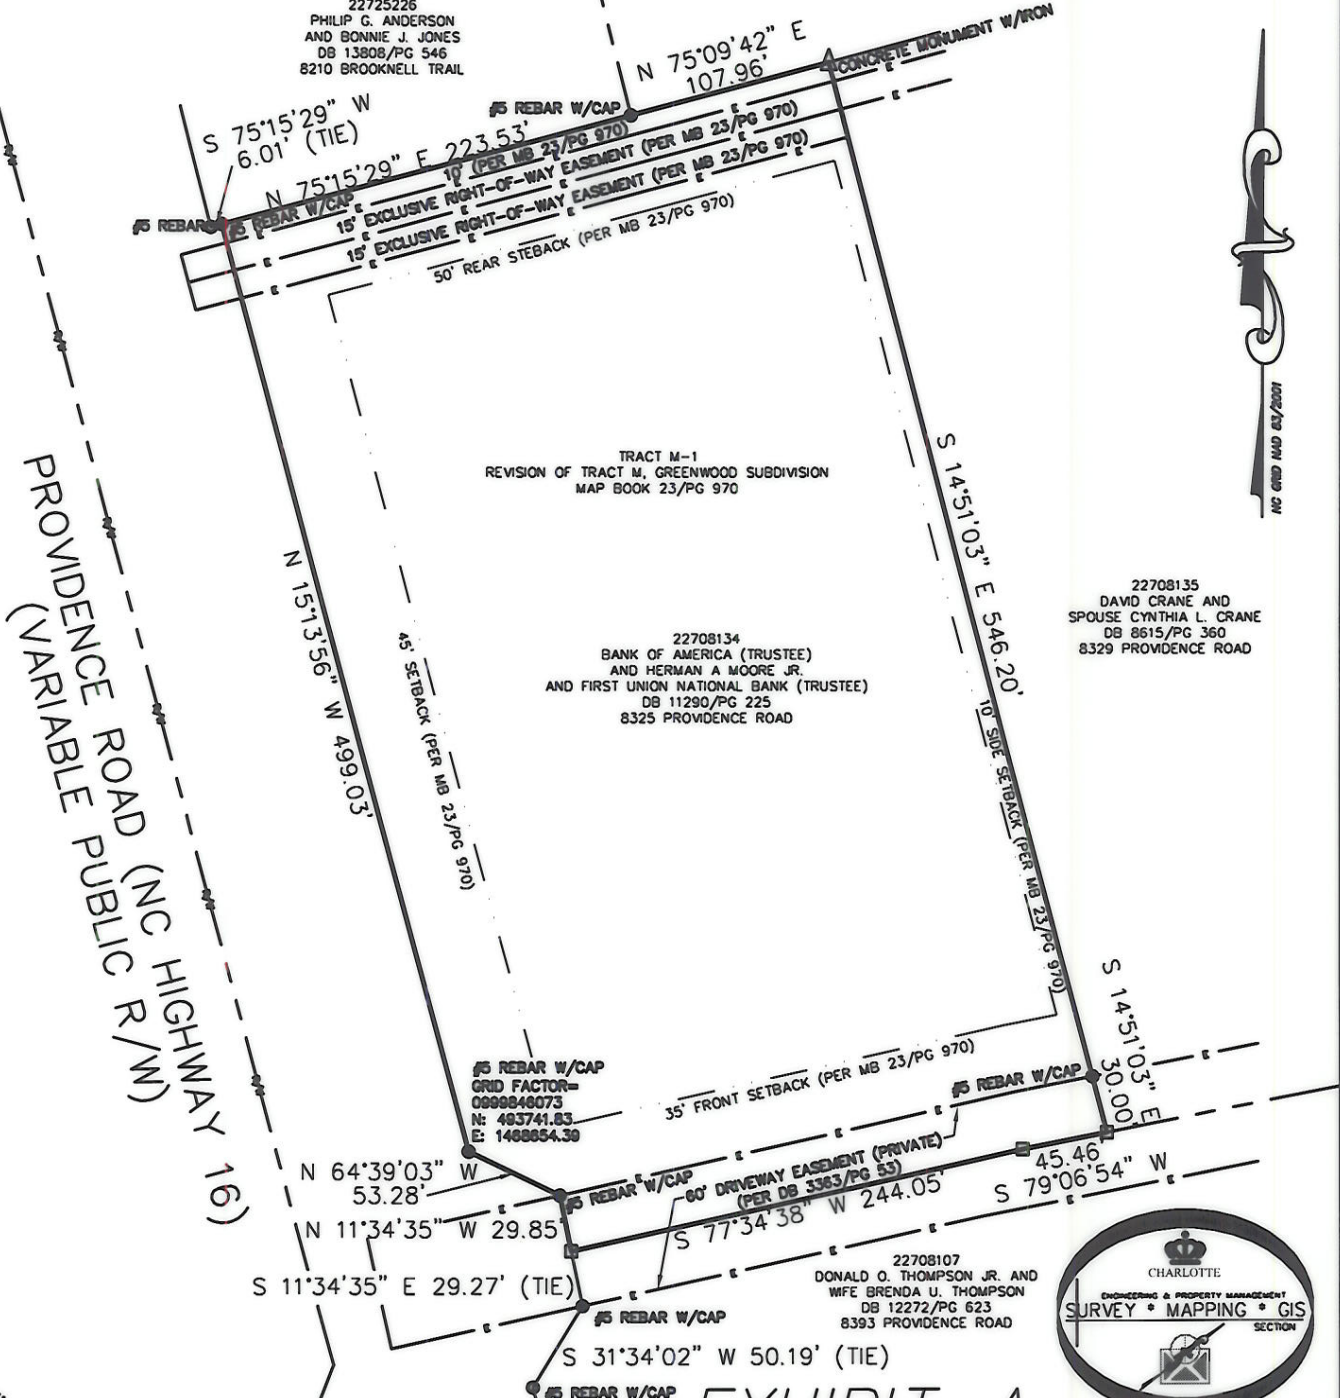 22725226
PHILIP G. ANDERSON
AND BONNIE J. JONES
DB 13808/PG 546
8210 BROOKNELL TRAIL
N 75°09'42" E
107.96'
CONCRETE MONUMENT W/IRON
#5 REBAR W/CAP
S 75°15'29" W
6.01' (TIE)
N 75°15'29" E 223.53'
10' (PER MB 23/PG 970)
#5 REBAR
#5 REBAR W/CAP
15' EXCLUSIVE RIGHT-OF-WAY EASEMENT (PER MB 23/PG 970)
15' EXCLUSIVE RIGHT-OF-WAY EASEMENT (PER MB 23/PG 970)
50' REAR STEBACK (PER MB 23/PG 970)
NC GRID NAD 83/2001
TRACT M-1
REVISION OF TRACT M, GREENWOOD SUBDIVISION
MAP BOOK 23/PG 970
S 14°51'03" E 546.20'
PROVIDENCE ROAD (NC HIGHWAY 16)
(VARIABLE PUBLIC R/W)
N 15°13'56" W 499.03'
45' SETBACK (PER MB 23/PG 970)
22708134
BANK OF AMERICA (TRUSTEE)
AND HERMAN A MOORE JR.
AND FIRST UNION NATIONAL BANK (TRUSTEE)
DB 11290/PG 225
8325 PROVIDENCE ROAD
22708135
DAVID CRANE AND
SPOUSE CYNTHIA L. CRANE
DB 8615/PG 360
8329 PROVIDENCE ROAD
10' SIDE SETBACK (PER MB 23/PG 970)
S 14°51'03" E
30.00'
#5 REBAR W/CAP
GRID FACTOR=
0999846073
N: 493741.83
E: 1468654.39
35' FRONT SETBACK (PER MB 23/PG 970)
#5 REBAR W/CAP
N 64°39'03" W
53.28'
#5 REBAR W/CAP
60' DRIVEWAY EASEMENT (PRIVATE)
(PER DB 3363/PG 53)
45.46'
S 79°06'54" W
N 11°34'35" W 29.85'
S 77°34'38" W 244.05'
S 11°34'35" E 29.27' (TIE)
#5 REBAR W/CAP
22708107
DONALD O. THOMPSON JR. AND
WIFE BRENDA U. THOMPSON
DB 12272/PG 623
8393 PROVIDENCE ROAD
CHARLOTTE
ENGINEERING & PROPERTY MANAGEMENT
SURVEY * MAPPING * GIS
SECTION
S 31°34'02" W 50.19' (TIE)
#5 REBAR W/CAP
EXHIBIT A